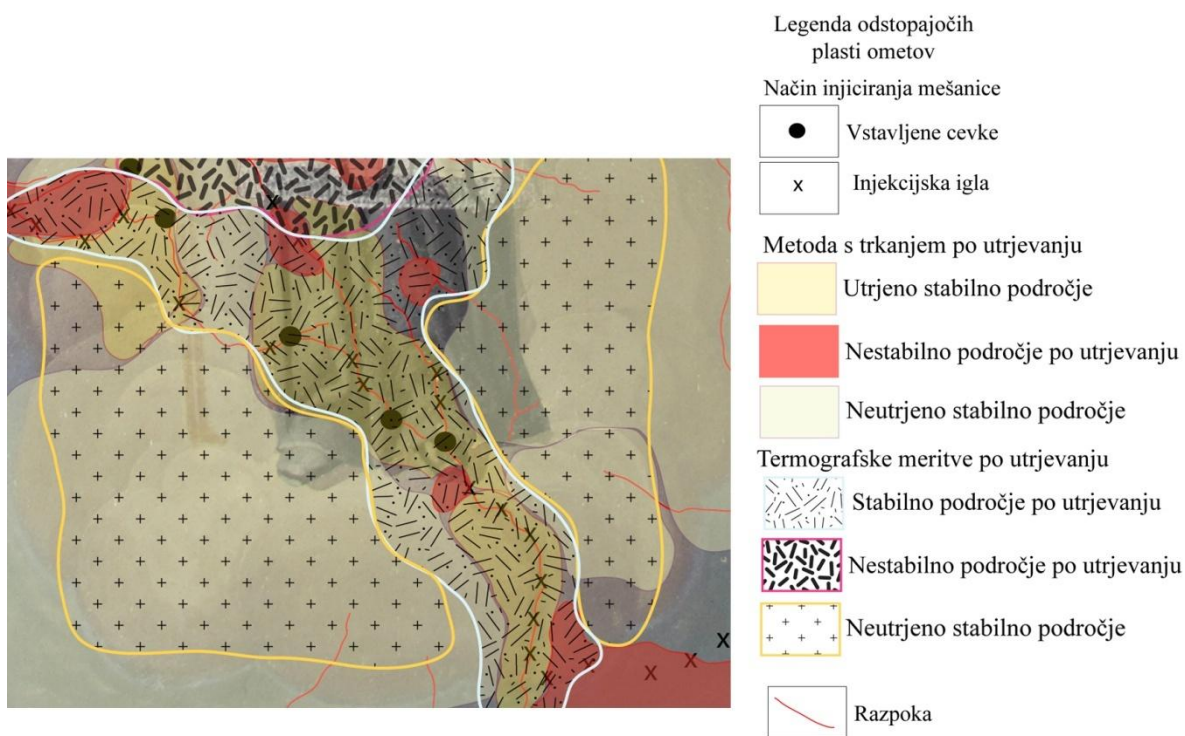 Legenda odstopajočih
plasti ometov
Način injiciranja mešanice
Vstavljene cevke
x Injekcijska igla
Metoda s trkanjem po utrjevanju
Utrjeno stabilno področje
Nestabilno področje po utrjevanju
Neutrjeno stabilno področje
Termografske meritve po utrjevanju
Stabilno področje po utrjevanju
Nestabilno področje po utrjevanju
Neutrjeno stabilno področje
Razpoka